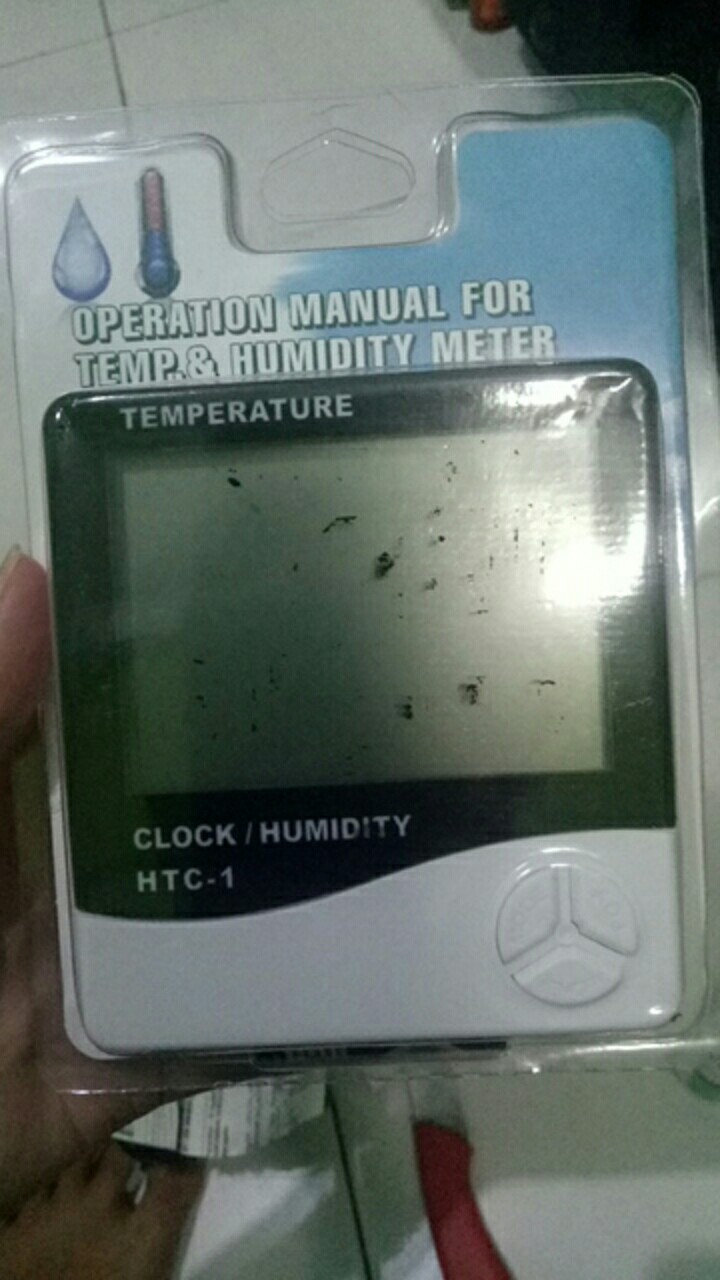 OPERATION MANUAL FOR
TEMP.& HUMIDITY METER
TEMPERATURE
CLOCK / HUMIDITY
HTC-1